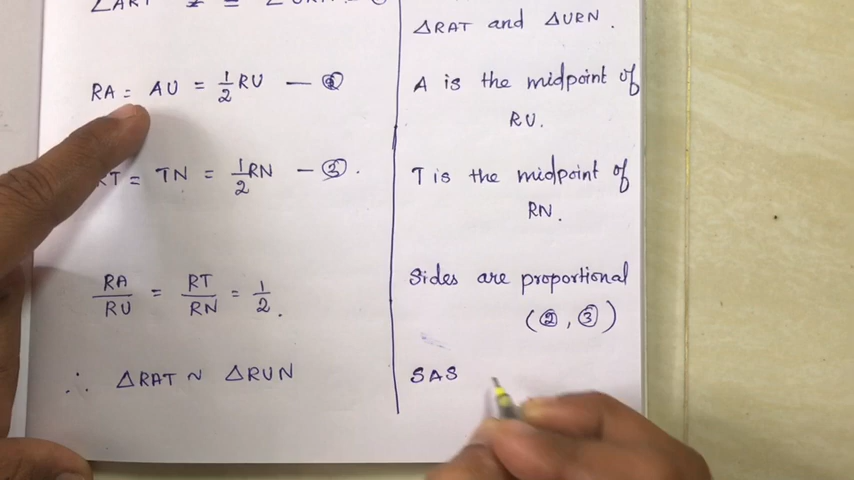 ΔRAT and ΔURN.
RA = AU = 1/2 RU — ②
A is the midpoint of
RU.
RT = TN = 1/2 RN — ③.
T is the midpoint of
RN.
RA/RU = RT/RN = 1/2.
Sides are proportional
(②, ③)
∴ ΔRAT ~ ΔRUN
SAS